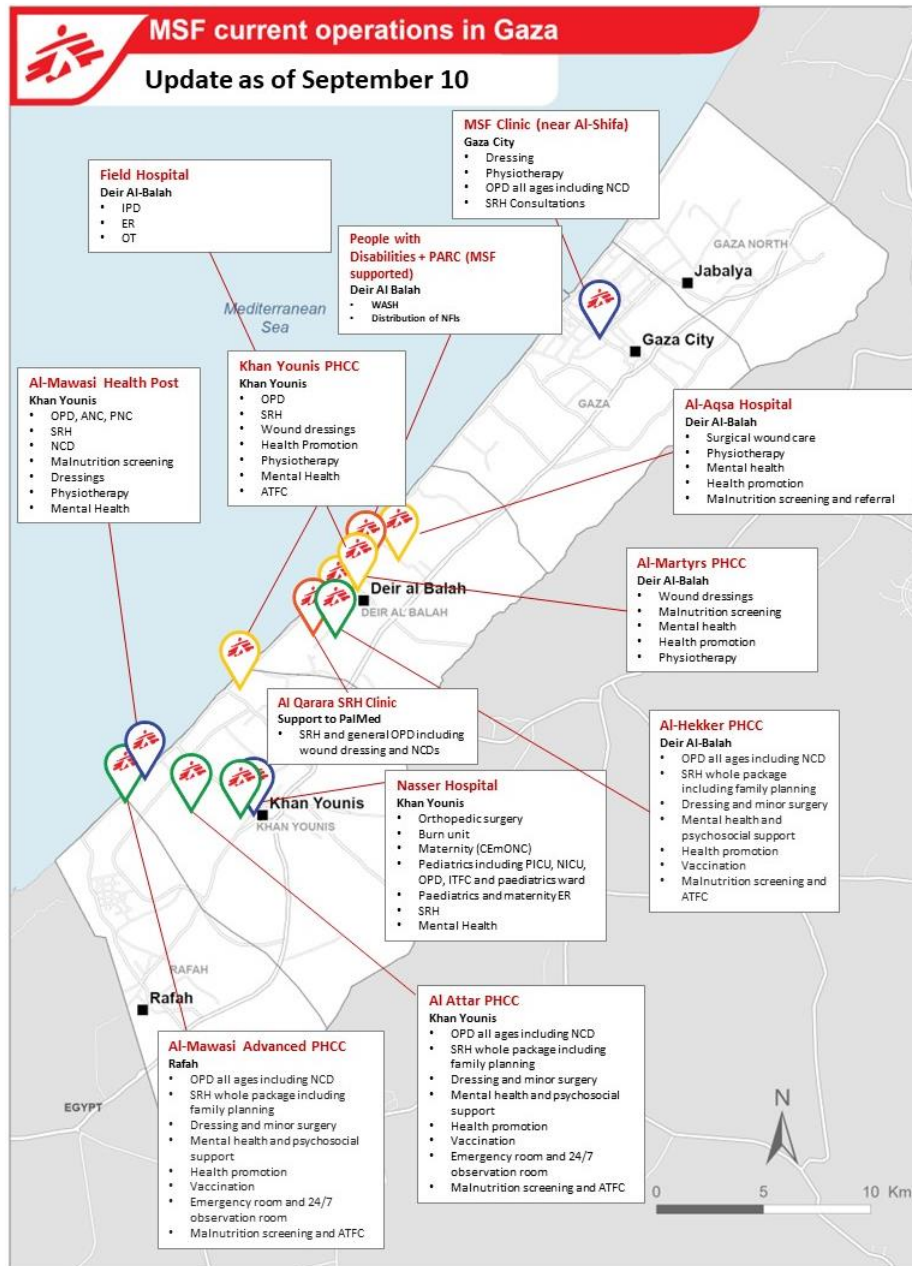 MSF current operations in Gaza
Update as of September 10
MSF Clinic (near Al-Shifa)
Gaza City
• Dressing
• Physiotherapy
• OPD all ages including NCD
• SRH Consultations
Field Hospital
Deir Al-Balah
• IPD
• ER
• OT
People with
Disabilities + PARC (MSF
supported)
Deir Al Balah
• WASH
• Distribution of NFIs
Mediterranean
Sea
GAZA NORTH
Jabalya
Gaza City
GAZA
Khan Younis PHCC
Khan Younis
• OPD
• SRH
• Wound dressings
• Health Promotion
• Physiotherapy
• Mental Health
• ATFC
Al-Mawasi Health Post
Khan Younis
• OPD, ANC, PNC
• SRH
• NCD
• Malnutrition screening
• Dressings
• Physiotherapy
• Mental Health
Al-Aqsa Hospital
Deir Al-Balah
• Surgical wound care
• Physiotherapy
• Mental health
• Health promotion
• Malnutrition screening and referral
Al-Martyrs PHCC
Deir Al-Balah
• Wound dressings
• Malnutrition screening
• Mental health
• Health promotion
• Physiotherapy
Deir al Balah
DEIR AL BALAH
Al Qarara SRH Clinic
Support to PalMed
• SRH and general OPD including
wound dressing and NCDs
Al-Hekker PHCC
Deir Al-Balah
• OPD all ages including NCD
• SRH whole package
including family planning
• Dressing and minor surgery
• Mental health and
psychosocial support
• Health promotion
• Vaccination
• Malnutrition screening and
ATFC
Khan Younis
KHAN YOUNIS
Nasser Hospital
Khan Younis
• Orthopedic surgery
• Burn unit
• Maternity (CEmONC)
• Pediatrics including PICU, NICU,
OPD, ITFC and paediatrics ward
• Paediatrics and maternity ER
• SRH
• Mental Health
RAFAH
Rafah
EGYPT
Al Attar PHCC
Khan Younis
• OPD all ages including NCD
• SRH whole package including
family planning
• Dressing and minor surgery
• Mental health and psychosocial
support
• Health promotion
• Vaccination
• Emergency room and 24/7
observation room
• Malnutrition screening and ATFC
Al-Mawasi Advanced PHCC
Rafah
• OPD all ages including NCD
• SRH whole package including
family planning
• Dressing and minor surgery
• Mental health and psychosocial
support
• Health promotion
• Vaccination
• Emergency room and 24/7
observation room
• Malnutrition screening and ATFC
N
0 5 10 Km